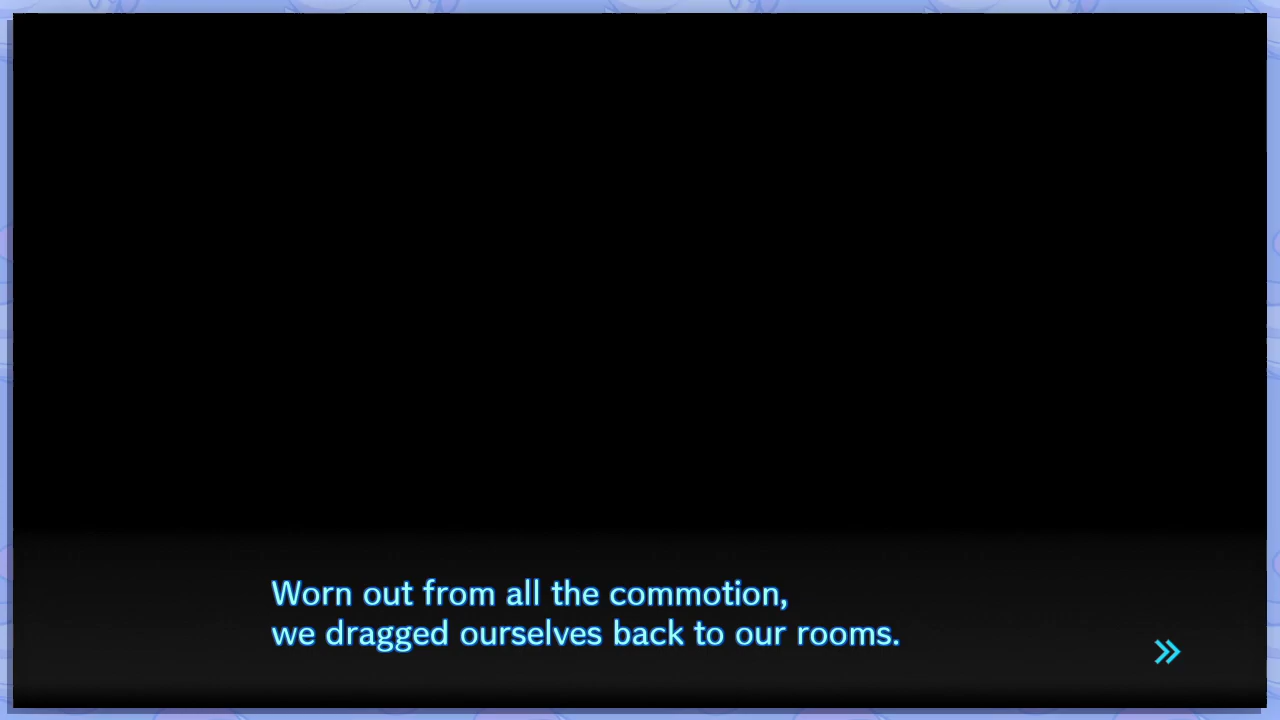 Worn out from all the commotion,
we dragged ourselves back to our rooms.